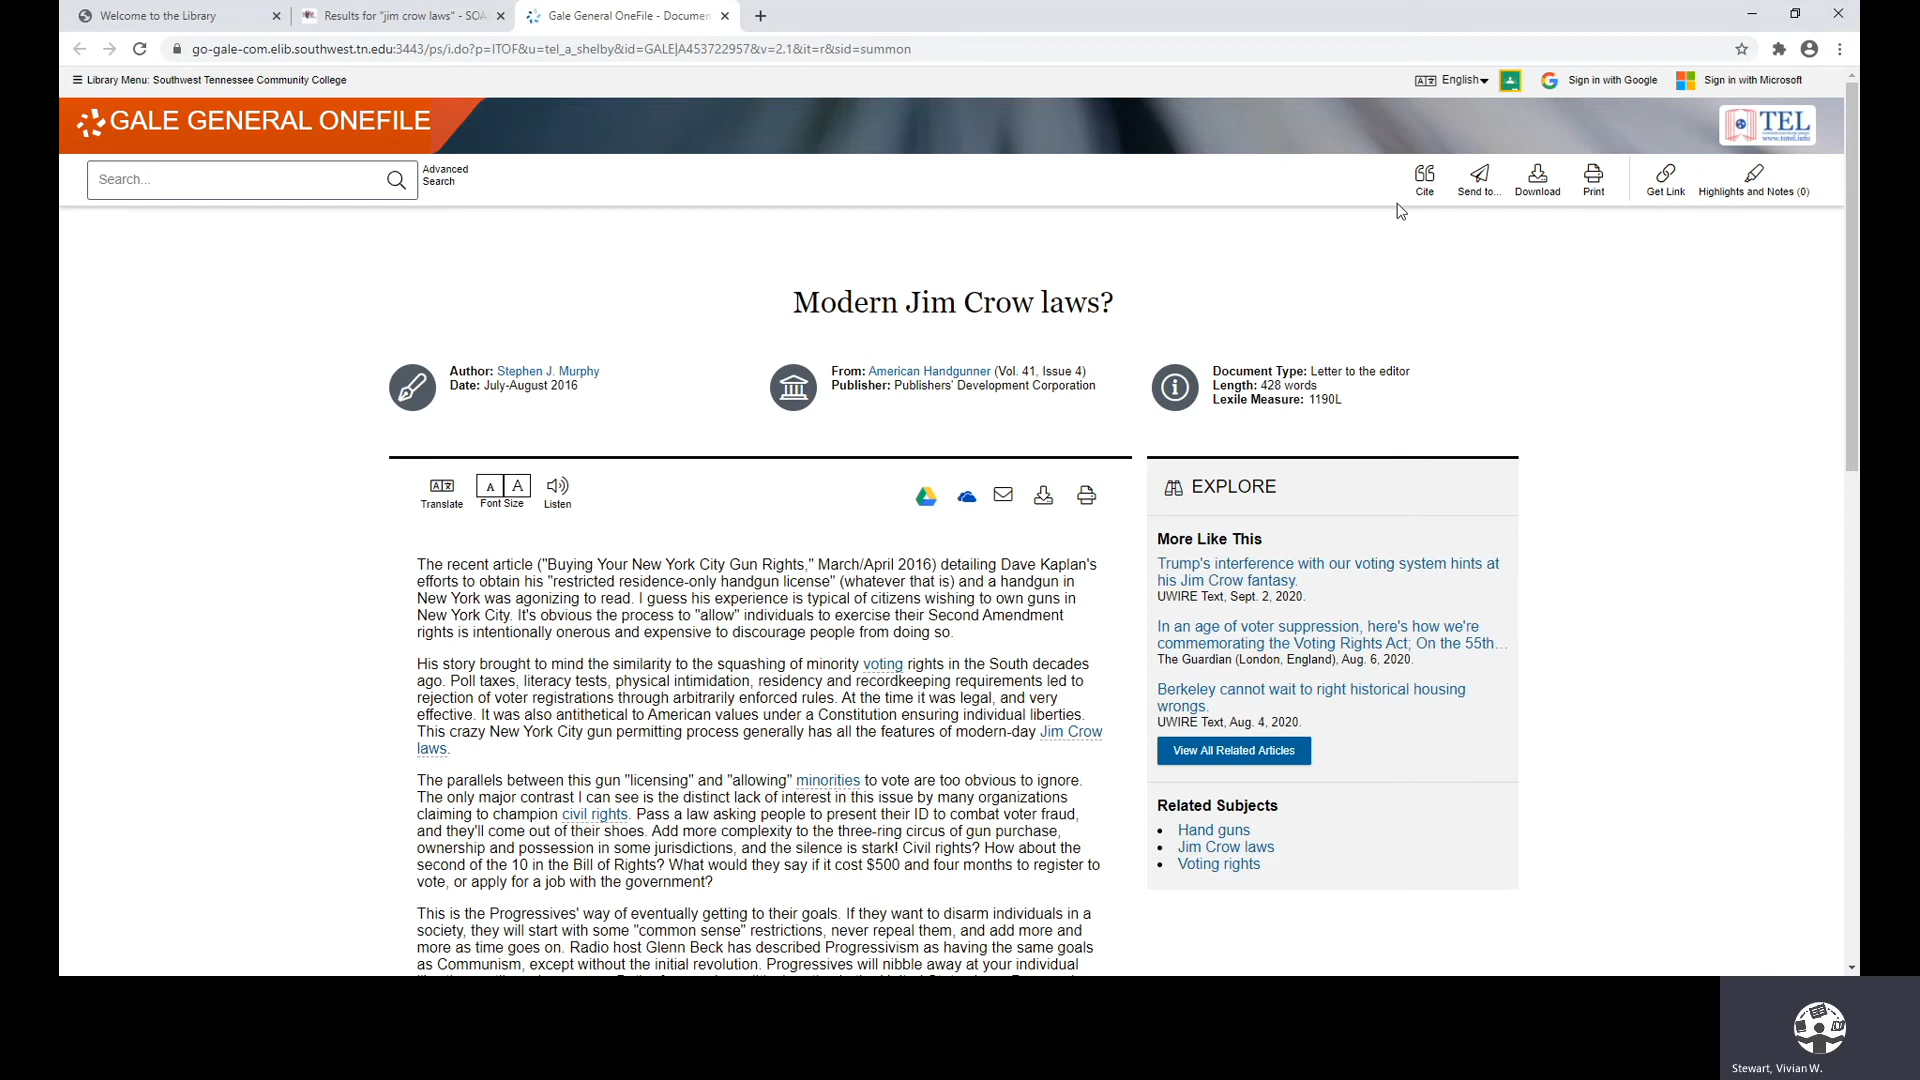 Welcome to the Library
Results for "jim crow laws" - SOA
Gale General OneFile - Documen
go-gale-com.elib.southwest.tn.edu:3443/ps/i.do?p=ITOF&u=tel_a_shelby&id=GALE|A453722957&v=2.1&it=r&sid=summon
Library Menu: Southwest Tennessee Community College
English
Sign in with Google
Sign in with Microsoft
GALE GENERAL ONEFILE
TEL
www.tntel.info
Search...
Advanced
Search
Cite
Send to...
Download
Print
Get Link
Highlights and Notes (0)
Modern Jim Crow laws?
Author: Stephen J. Murphy
Date: July-August 2016
From: American Handgunner (Vol. 41, Issue 4)
Publisher: Publishers' Development Corporation
Document Type: Letter to the editor
Length: 428 words
Lexile Measure: 1190L
Translate
A A
Font Size
Listen
The recent article ("Buying Your New York City Gun Rights," March/April 2016) detailing Dave Kaplan's
efforts to obtain his "restricted residence-only handgun license" (whatever that is) and a handgun in
New York was agonizing to read. I guess his experience is typical of citizens wishing to own guns in
New York City. It's obvious the process to "allow" individuals to exercise their Second Amendment
rights is intentionally onerous and expensive to discourage people from doing so.
His story brought to mind the similarity to the squashing of minority voting rights in the South decades
ago. Poll taxes, literacy tests, physical intimidation, residency and recordkeeping requirements led to
rejection of voter registrations through arbitrarily enforced rules. At the time it was legal, and very
effective. It was also antithetical to American values under a Constitution ensuring individual liberties.
This crazy New York City gun permitting process generally has all the features of modern-day Jim Crow
laws.
The parallels between this gun "licensing" and "allowing" minorities to vote are too obvious to ignore.
The only major contrast I can see is the distinct lack of interest in this issue by many organizations
claiming to champion civil rights. Pass a law asking people to present their ID to combat voter fraud,
and they'll come out of their shoes. Add more complexity to the three-ring circus of gun purchase,
ownership and possession in some jurisdictions, and the silence is stark! Civil rights? How about the
second of the 10 in the Bill of Rights? What would they say if it cost $500 and four months to register to
vote, or apply for a job with the government?
This is the Progressives' way of eventually getting to their goals. If they want to disarm individuals in a
society, they will start with some "common sense" restrictions, never repeal them, and add more and
more as time goes on. Radio host Glenn Beck has described Progressivism as having the same goals
as Communism, except without the initial revolution. Progressives will nibble away at your individual
EXPLORE
More Like This
Trump's interference with our voting system hints at
his Jim Crow fantasy.
UWIRE Text, Sept. 2, 2020.
In an age of voter suppression, here's how we're
commemorating the Voting Rights Act; On the 55th...
The Guardian (London, England), Aug. 6, 2020.
Berkeley cannot wait to right historical housing
wrongs.
UWIRE Text, Aug. 4, 2020.
View All Related Articles
Related Subjects
Hand guns
Jim Crow laws
Voting rights
Stewart, Vivian W.